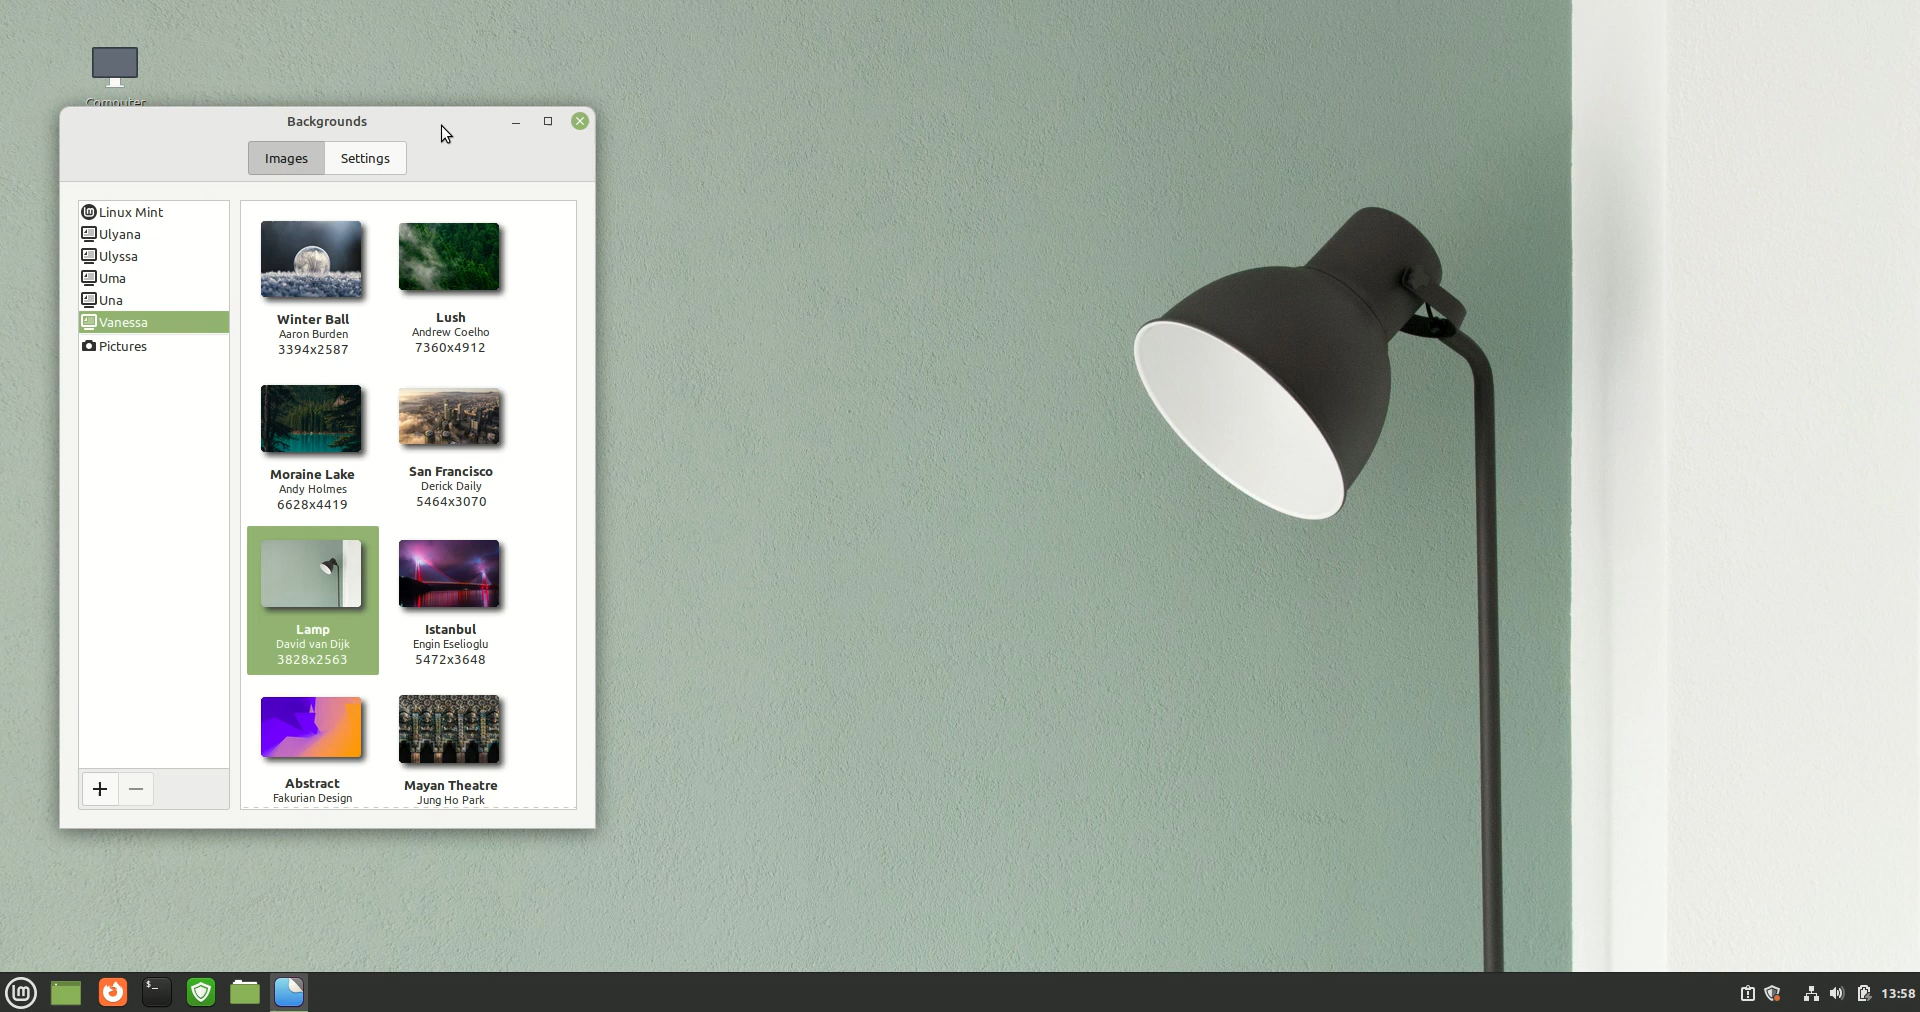 Computer
Backgrounds
Images
Settings
Linux Mint
Ulyana
Ulyssa
Uma
Una
Vanessa
Pictures
Winter Ball
Aaron Burden
3394x2587
Lush
Andrew Coelho
7360x4912
Moraine Lake
Andy Holmes
6628x4419
San Francisco
Derick Daily
5464x3070
Lamp
David van Dijk
3828x2563
Istanbul
Engin Eselioglu
5472x3648
Abstract
Fakurian Design
Mayan Theatre
Jung Ho Park
$_
13:58